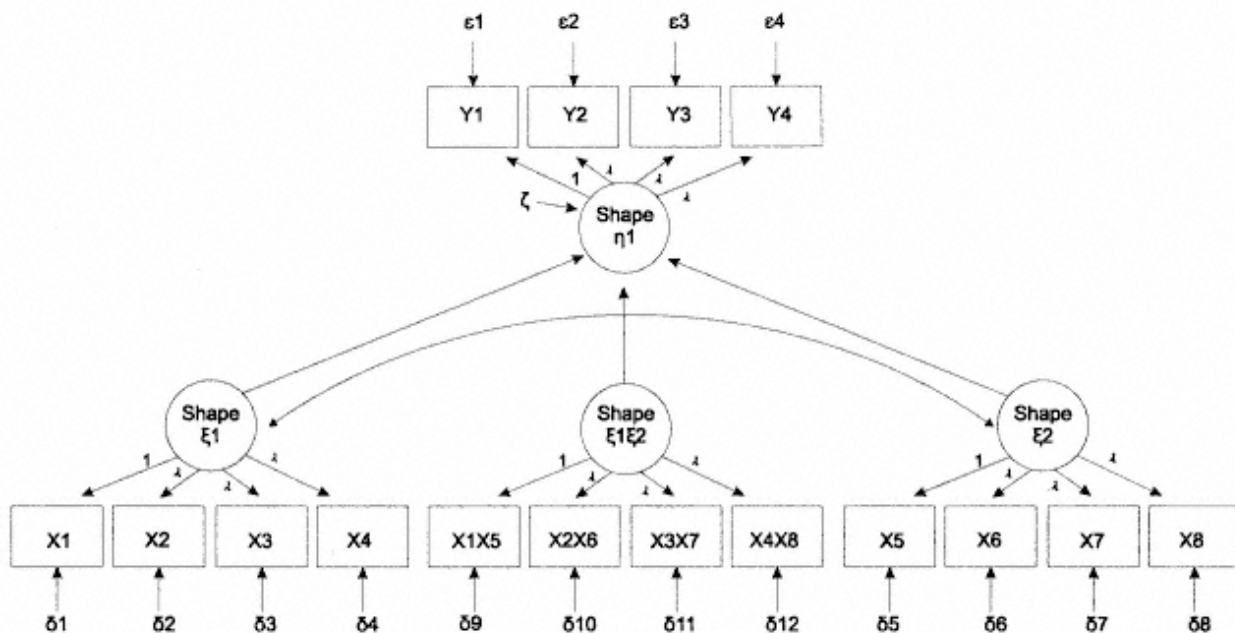 ε1 ε2 ε3 ε4
Y1 Y2 Y3 Y4
1 λ λ λ
ζ
Shape
η1
Shape
ξ1
Shape
ξ1ξ2
Shape
ξ2
1 λ λ λ 1 λ λ λ 1 λ λ λ
X1 X2 X3 X4 X1X5 X2X6 X3X7 X4X8 X5 X6 X7 X8
δ1 δ2 δ3 δ4 δ9 δ10 δ11 δ12 δ5 δ6 δ7 δ8